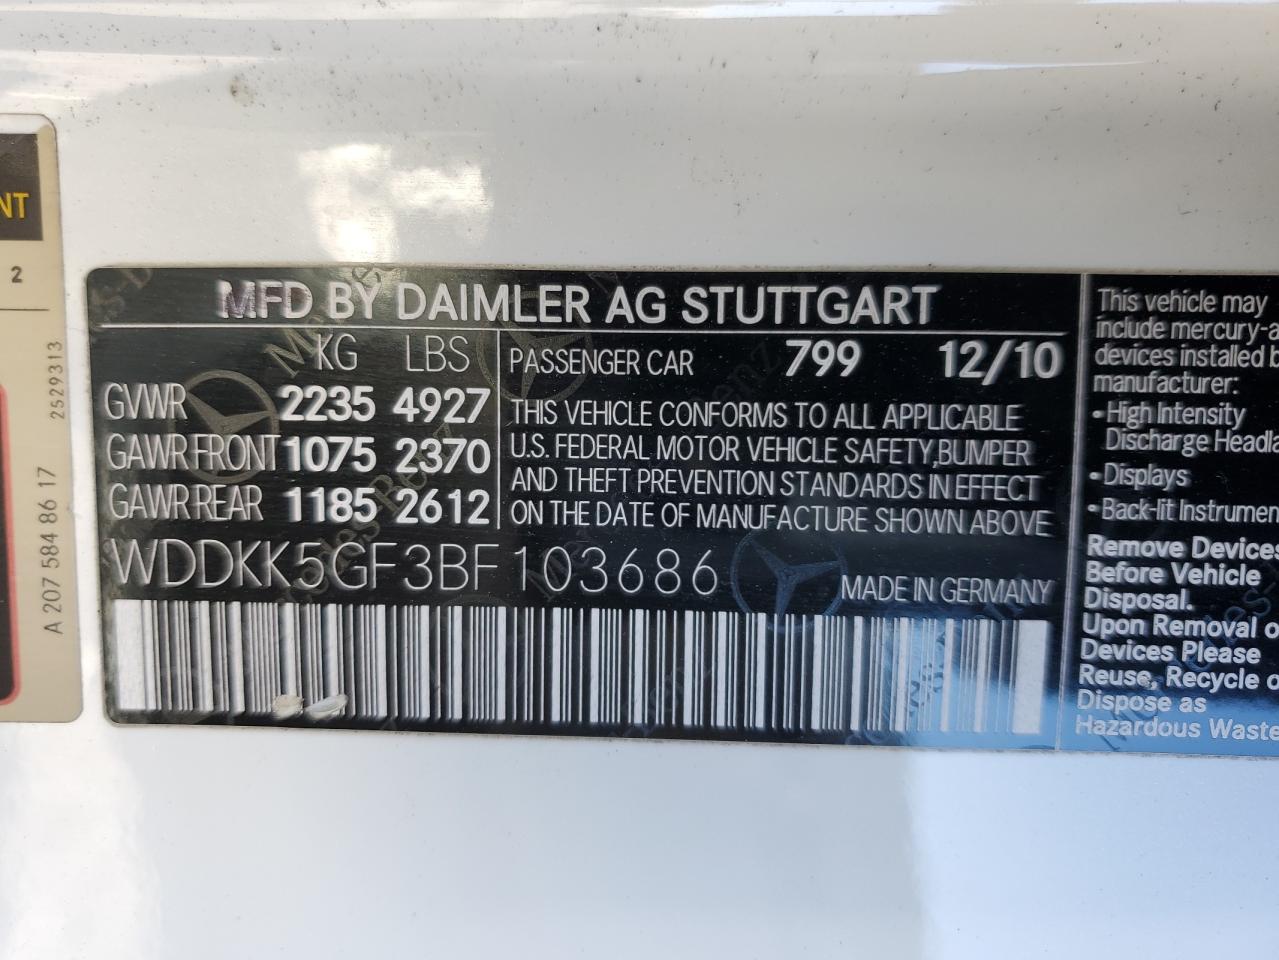 NT
2
2529313
A 207 584 86 17
MFD BY DAIMLER AG STUTTGART
KG LBS
GVWR 2235 4927
GAWR FRONT 1075 2370
GAWR REAR 1185 2612
PASSENGER CAR 799 12/10
THIS VEHICLE CONFORMS TO ALL APPLICABLE
U.S. FEDERAL MOTOR VEHICLE SAFETY,BUMPER
AND THEFT PREVENTION STANDARDS IN EFFECT
ON THE DATE OF MANUFACTURE SHOWN ABOVE
WDDKK5GF3BF103686
MADE IN GERMANY
This vehicle may
include mercury-a
devices installed b
manufacturer:
• High Intensity
Discharge Headla
• Displays
• Back-lit Instrumen
Remove Devices
Before Vehicle
Disposal.
Upon Removal o
Devices Please
Reuse, Recycle o
Dispose as
Hazardous Waste